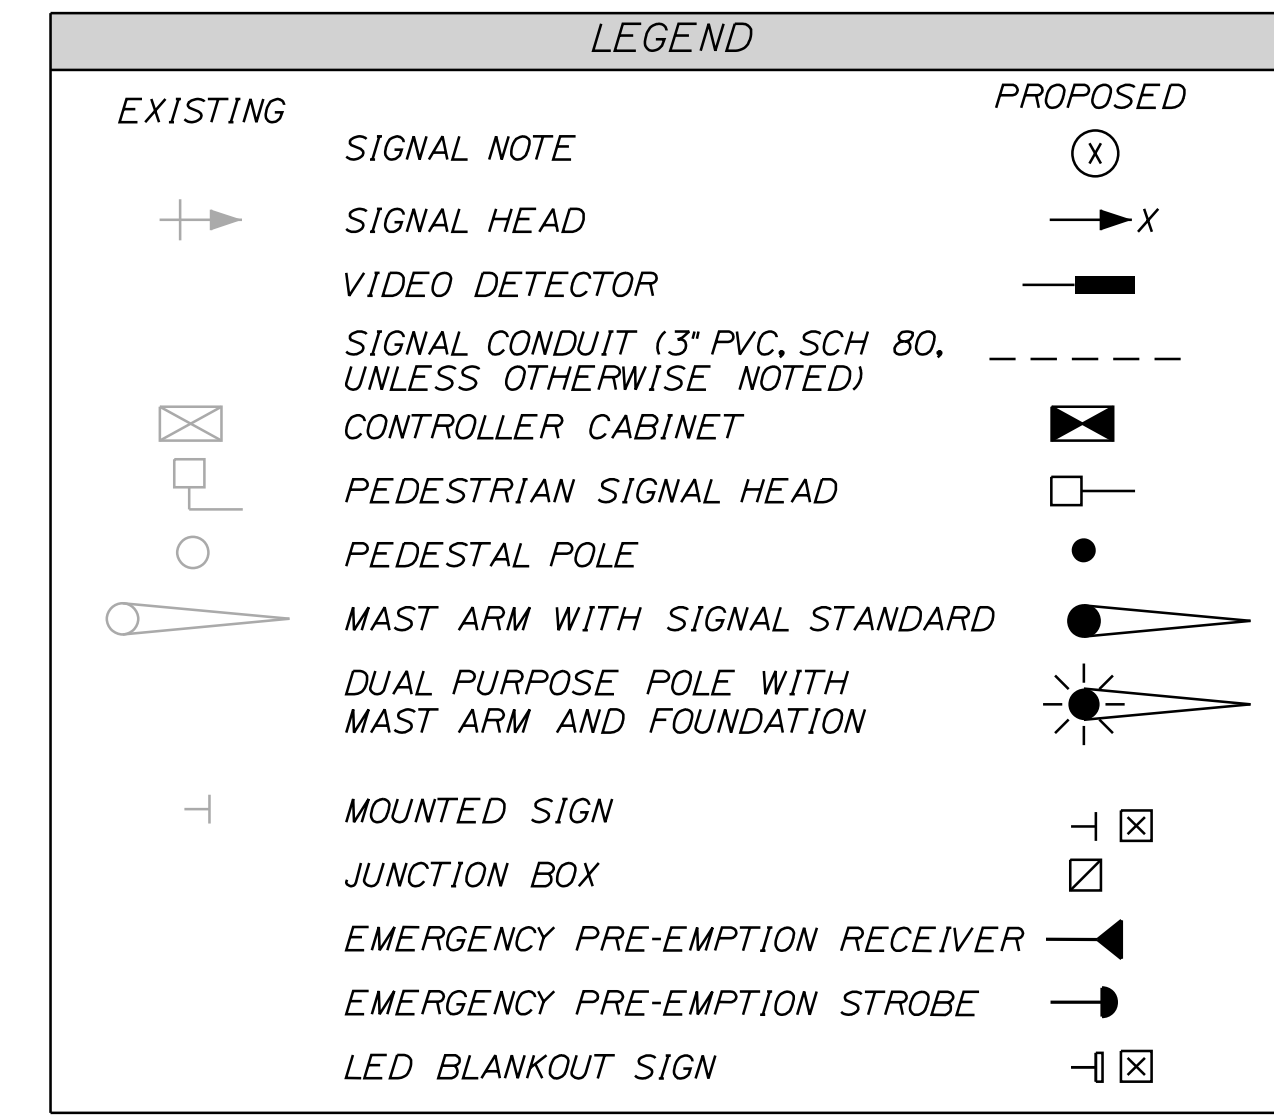 LEGEND
EXISTING
PROPOSED
SIGNAL NOTE
X
SIGNAL HEAD
X
VIDEO DETECTOR
SIGNAL CONDUIT (3" PVC, SCH 80,
UNLESS OTHERWISE NOTED)
CONTROLLER CABINET
PEDESTRIAN SIGNAL HEAD
PEDESTAL POLE
MAST ARM WITH SIGNAL STANDARD
DUAL PURPOSE POLE WITH
MAST ARM AND FOUNDATION
MOUNTED SIGN
X
JUNCTION BOX
EMERGENCY PRE-EMPTION RECEIVER
EMERGENCY PRE-EMPTION STROBE
LED BLANKOUT SIGN
X